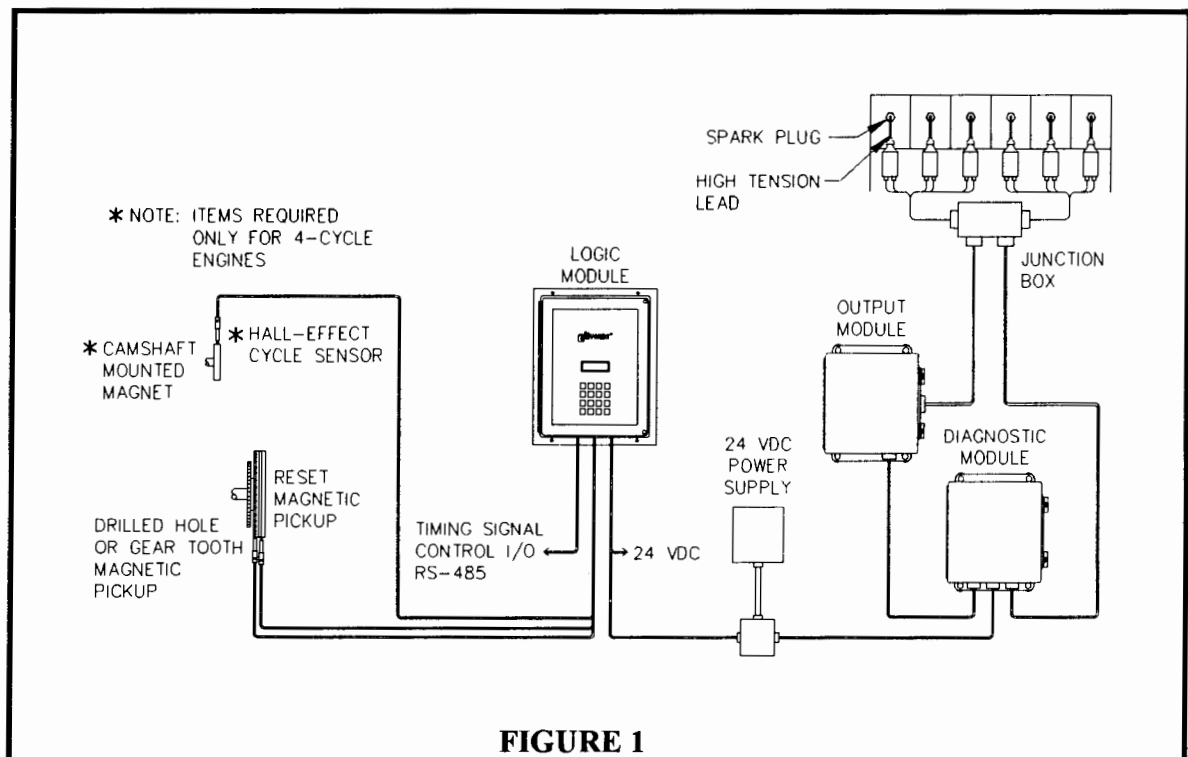 SPARK PLUG
HIGH TENSION
LEAD
* NOTE: ITEMS REQUIRED
ONLY FOR 4-CYCLE
ENGINES
LOGIC
MODULE
JUNCTION
BOX
OUTPUT
MODULE
* HALL-EFFECT
CYCLE SENSOR
* CAMSHAFT
MOUNTED
MAGNET
24 VDC
POWER
SUPPLY
DIAGNOSTIC
MODULE
RESET
MAGNETIC
PICKUP
DRILLED HOLE
OR GEAR TOOTH
MAGNETIC
PICKUP
TIMING SIGNAL
CONTROL I/O
RS-485
24 VDC
FIGURE 1